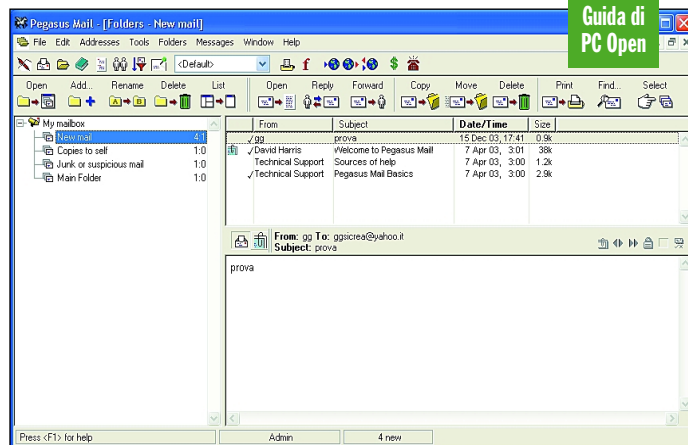 Guida di
PC Open
Pegasus Mail - [Folders - New mail]
File Edit Addresses Tools Folders Messages Window Help
<Default>
Open Add... Rename Delete List Open Reply Forward Copy Move Delete Print Find... Select
My mailbox
New mail 4:1
Copies to self 1:0
Junk or suspicious mail 1:0
Main Folder 1:0
From Subject Date/Time Size
gg prova 15 Dec 03, 17:41 0.9k
David Harris Welcome to Pegasus Mail! 7 Apr 03, 3:01 38k
Technical Support Sources of help 7 Apr 03, 3:00 1.2k
Technical Support Pegasus Mail Basics 7 Apr 03, 3:00 2.9k
From: gg To: ggsicrea@yahoo.it
Subject: prova
prova
Press <F1> for help Admin 4 new